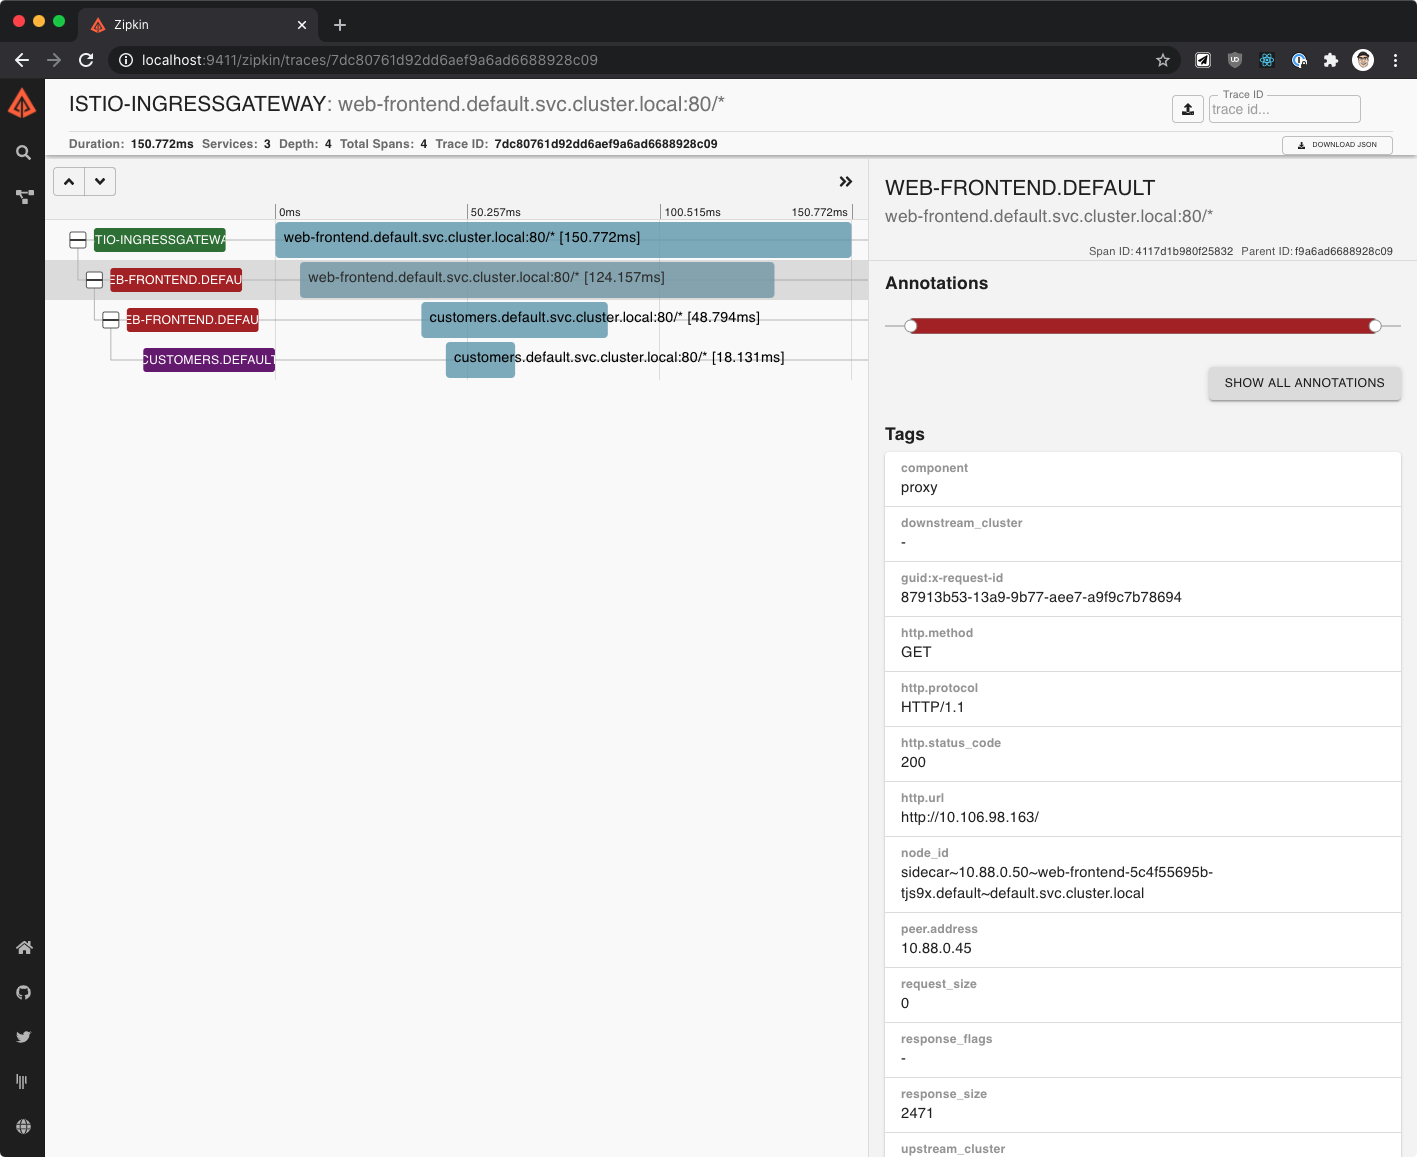 Zipkin
localhost:9411/zipkin/traces/7dc80761d92dd6aef9a6ad6688928c09
ISTIO-INGRESSGATEWAY: web-frontend.default.svc.cluster.local:80/*
Trace ID
trace id...
Duration: 150.772ms Services: 3 Depth: 4 Total Spans: 4 Trace ID: 7dc80761d92dd6aef9a6ad6688928c09
DOWNLOAD JSON
0ms 50.257ms 100.515ms 150.772ms
TIO-INGRESSGATEWA web-frontend.default.svc.cluster.local:80/* [150.772ms]
EB-FRONTEND.DEFAU web-frontend.default.svc.cluster.local:80/* [124.157ms]
EB-FRONTEND.DEFAU customers.default.svc.cluster.local:80/* [48.794ms]
CUSTOMERS.DEFAULT customers.default.svc.cluster.local:80/* [18.131ms]
WEB-FRONTEND.DEFAULT
web-frontend.default.svc.cluster.local:80/*
Span ID: 4117d1b980f25832 Parent ID: f9a6ad6688928c09
Annotations
SHOW ALL ANNOTATIONS
Tags
component
proxy
downstream_cluster
-
guid:x-request-id
87913b53-13a9-9b77-aee7-a9f9c7b78694
http.method
GET
http.protocol
HTTP/1.1
http.status_code
200
http.url
http://10.106.98.163/
node_id
sidecar~10.88.0.50~web-frontend-5c4f55695b-
tjs9x.default~default.svc.cluster.local
peer.address
10.88.0.45
request_size
0
response_flags
-
response_size
2471
upstream_cluster